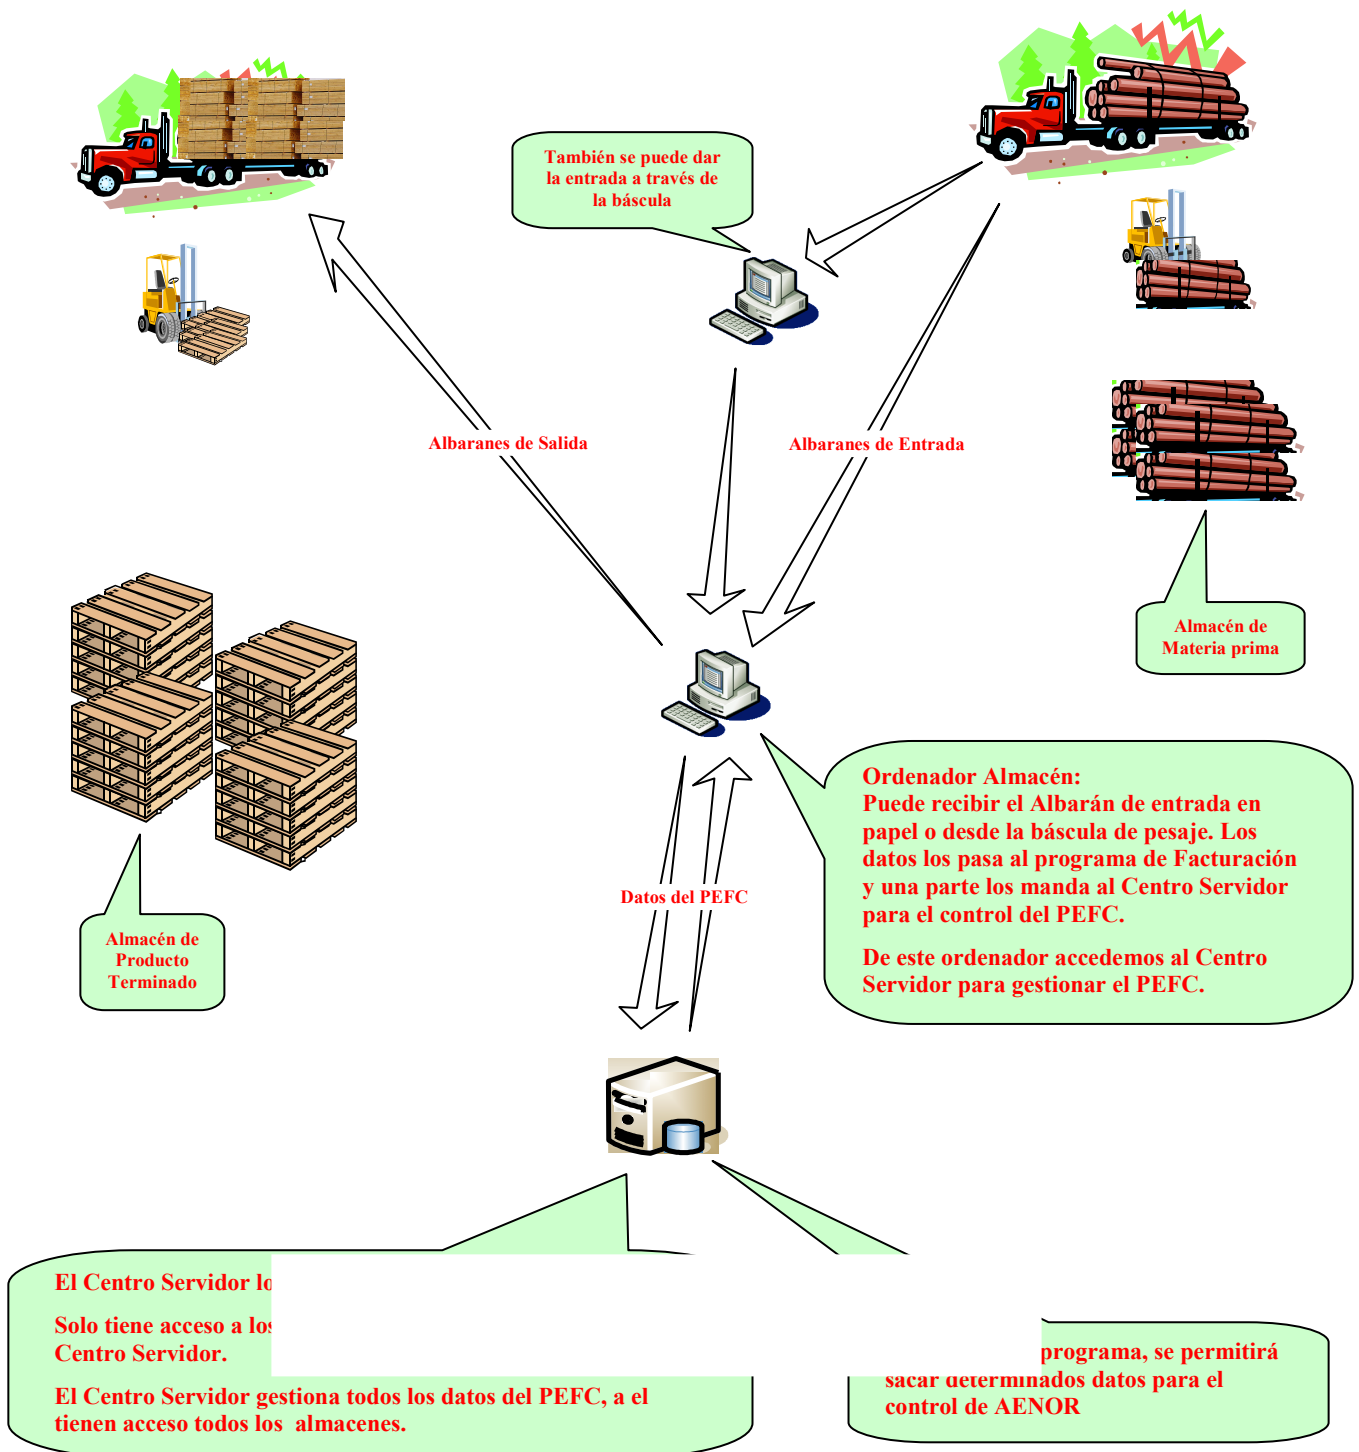 También se puede dar
la entrada a través de
la báscula
Albaranes de Salida
Albaranes de Entrada
Almacén de
Materia prima
Ordenador Almacén:
Puede recibir el Albarán de entrada en
papel o desde la báscula de pesaje. Los
datos los pasa al programa de Facturación
y una parte los manda al Centro Servidor
para el control del PEFC.
De este ordenador accedemos al Centro
Servidor para gestionar el PEFC.
Datos del PEFC
Almacén de
Producto
Terminado
El Centro Servidor lo
Solo tiene acceso a los
Centro Servidor.
El Centro Servidor gestiona todos los datos del PEFC, a el
tienen acceso todos los almacenes.
programa, se permitirá
sacar determinados datos para el
control de AENOR